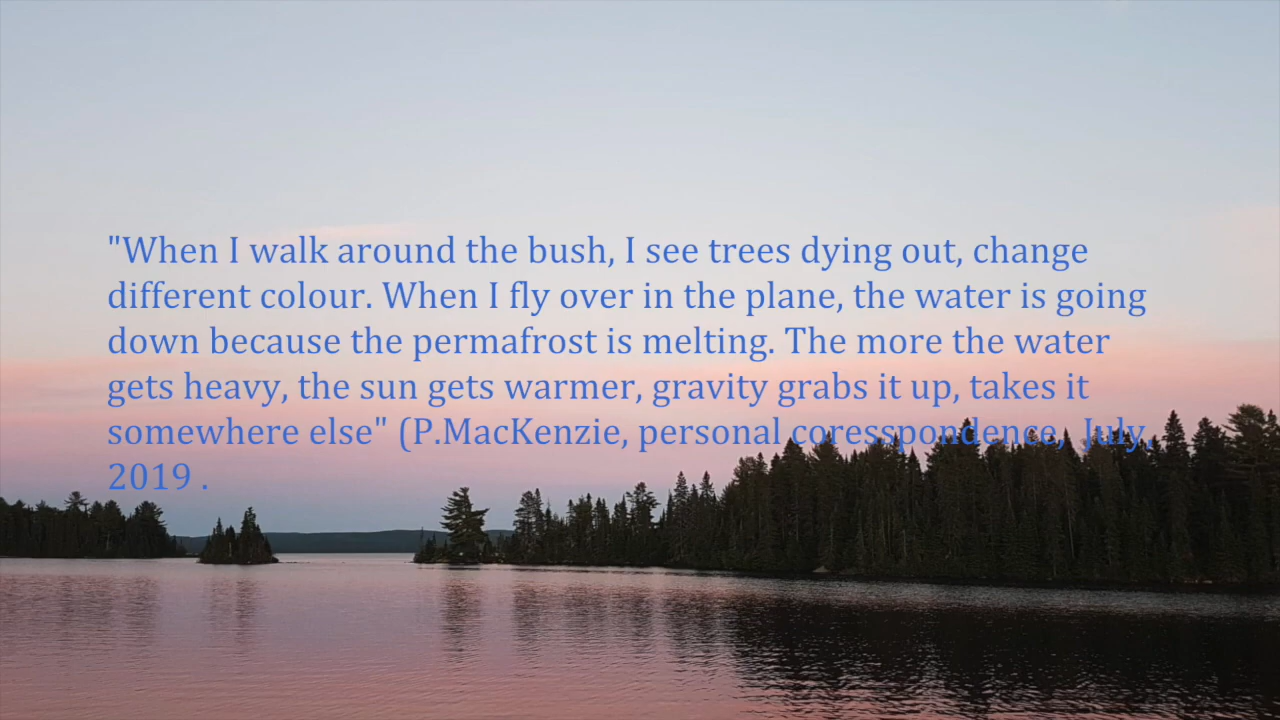 "When I walk around the bush, I see trees dying out, change
different colour. When I fly over in the plane, the water is going
down because the permafrost is melting. The more the water
gets heavy, the sun gets warmer, gravity grabs it up, takes it
somewhere else" (P.MacKenzie, personal coresspondence,  July,
2019 .